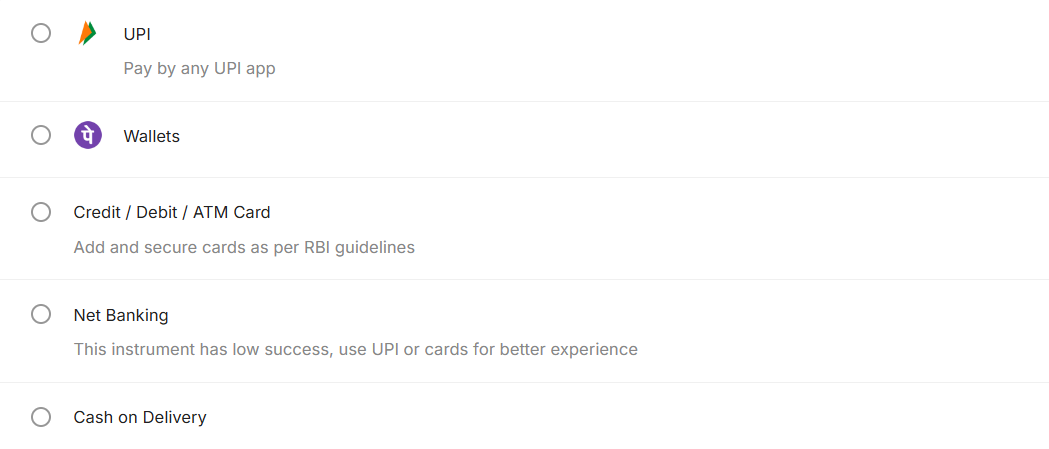 UPI
Pay by any UPI app
पे
Wallets
Credit / Debit / ATM Card
Add and secure cards as per RBI guidelines
Net Banking
This instrument has low success, use UPI or cards for better experience
Cash on Delivery